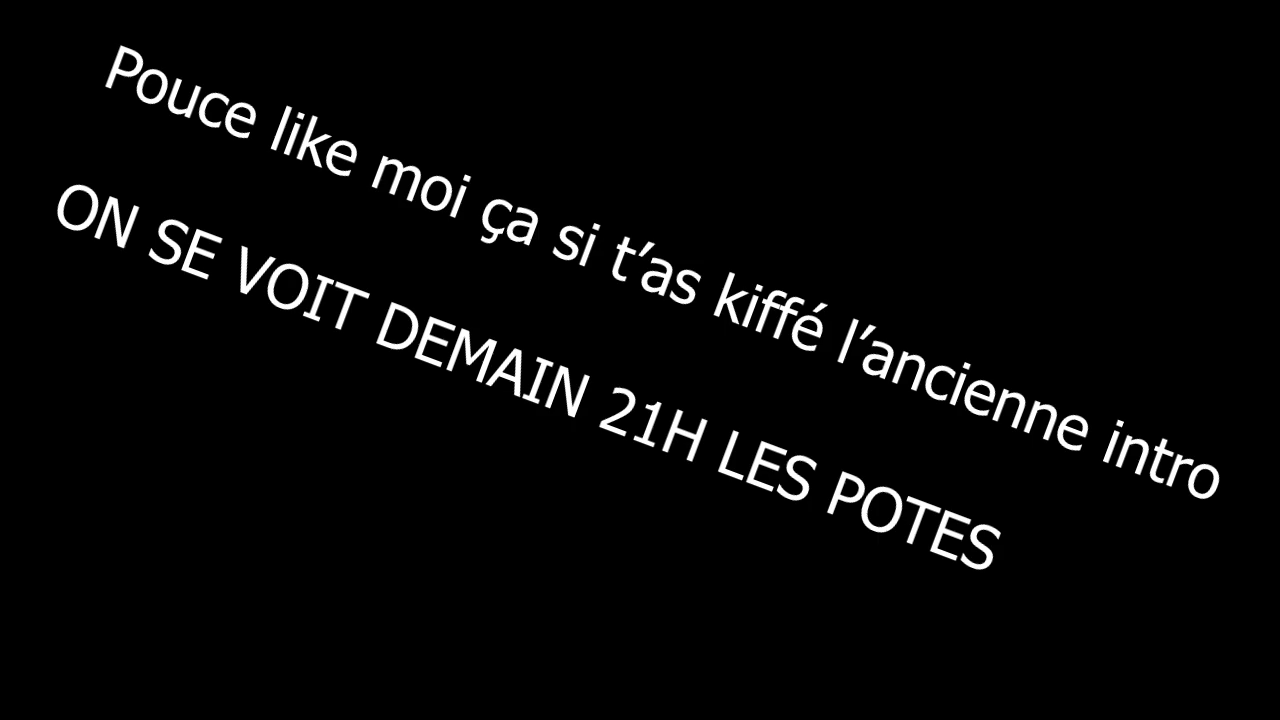 Pouce like moi ça si t’as kiffé l’ancienne intro
ON SE VOIT DEMAIN 21H LES POTES